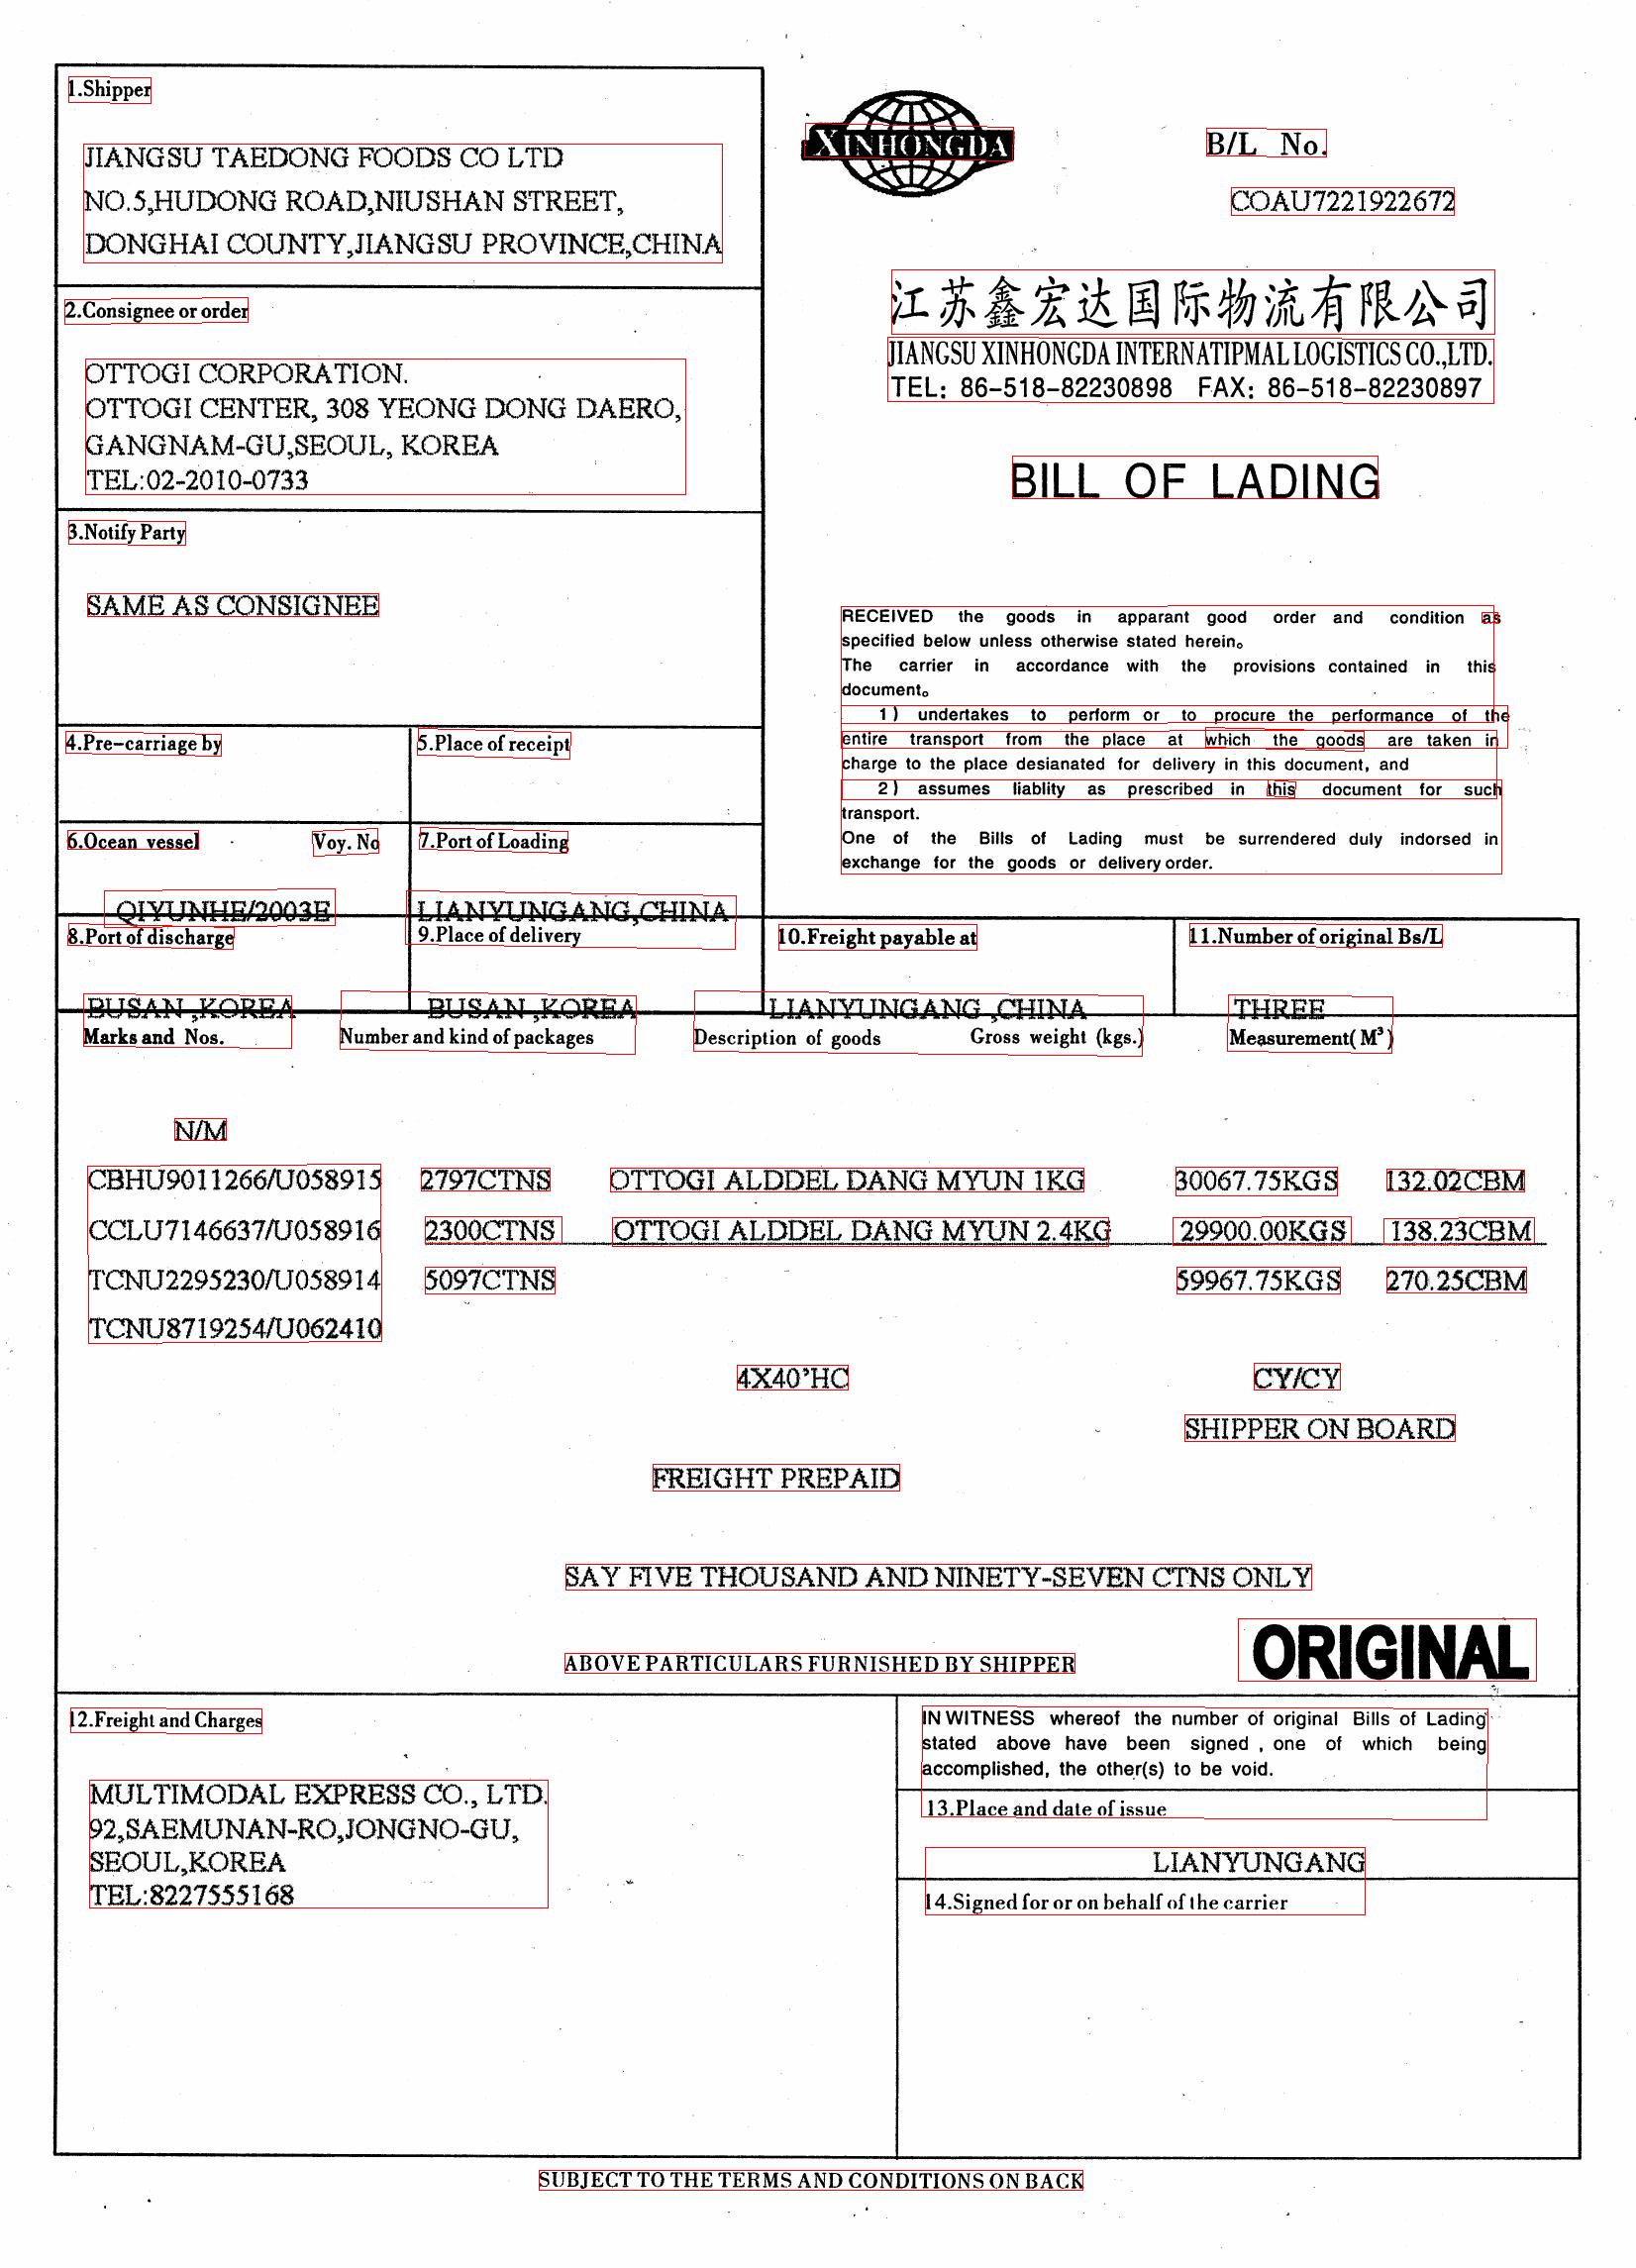 1.Shipper
JIANGSU TAEDONG FOODS CO LTD
NO.5,HUDONG ROAD,NIUSHAN STREET,
DONGHAI COUNTY,JIANGSU PROVINCE,CHINA
XINHONGDA
B/L No.
COAU7221922672
江苏鑫宏达国际物流有限公司
JIANGSU XINHONGDA INTERNATIPMAL LOGISTICS CO.,LTD.
TEL: 86-518-82230898 FAX: 86-518-82230897
BILL OF LADING
2.Consignee or order
OTTOGI CORPORATION.
OTTOGI CENTER, 308 YEONG DONG DAERO,
GANGNAM-GU,SEOUL, KOREA
TEL:02-2010-0733
3.Notify Party
SAME AS CONSIGNEE
RECEIVED the goods in apparant good order and condition as
specified below unless otherwise stated herein。
The carrier in accordance with the provisions contained in this
document。
1) undertakes to perform or to procure the performance of the
entire transport from the place at which the goods are taken in
charge to the place desianated for delivery in this document, and
2) assumes liablity as prescribed in this document for such
transport.
One of the Bills of Lading must be surrendered duly indorsed in
exchange for the goods or delivery order.
4.Pre-carriage by
5.Place of receipt
6.Ocean vessel Voy. No
7.Port of Loading
QIYUNHE/2003E
LIANYUNGANG,CHINA
8.Port of discharge
9.Place of delivery
10.Freight payable at
11.Number of original Bs/L
BUSAN ,KOREA
BUSAN ,KOREA
LIANYUNGANG ,CHINA
THREE
Marks and Nos. Number and kind of packages Description of goods Gross weight (kgs.) Measurement( M³)
N/M
CBHU9011266/U058915 2797CTNS OTTOGI ALDDEL DANG MYUN 1KG 30067.75KGS 132.02CBM
CCLU7146637/U058916 2300CTNS OTTOGI ALDDEL DANG MYUN 2.4KG 29900.00KGS 138.23CBM
TCNU2295230/U058914 5097CTNS 59967.75KGS 270.25CBM
TCNU8719254/U062410
4X40’HC CY/CY
SHIPPER ON BOARD
FREIGHT PREPAID
SAY FIVE THOUSAND AND NINETY-SEVEN CTNS ONLY
ORIGINAL
ABOVE PARTICULARS FURNISHED BY SHIPPER
12.Freight and Charges
MULTIMODAL EXPRESS CO., LTD.
92,SAEMUNAN-RO,JONGNO-GU,
SEOUL,KOREA
TEL:8227555168
IN WITNESS whereof the number of original Bills of Lading
stated above have been signed , one of which being
accomplished, the other(s) to be void.
13.Place and date of issue
LIANYUNGANG
14.Signed for or on behalf of the carrier
SUBJECT TO THE TERMS AND CONDITIONS ON BACK